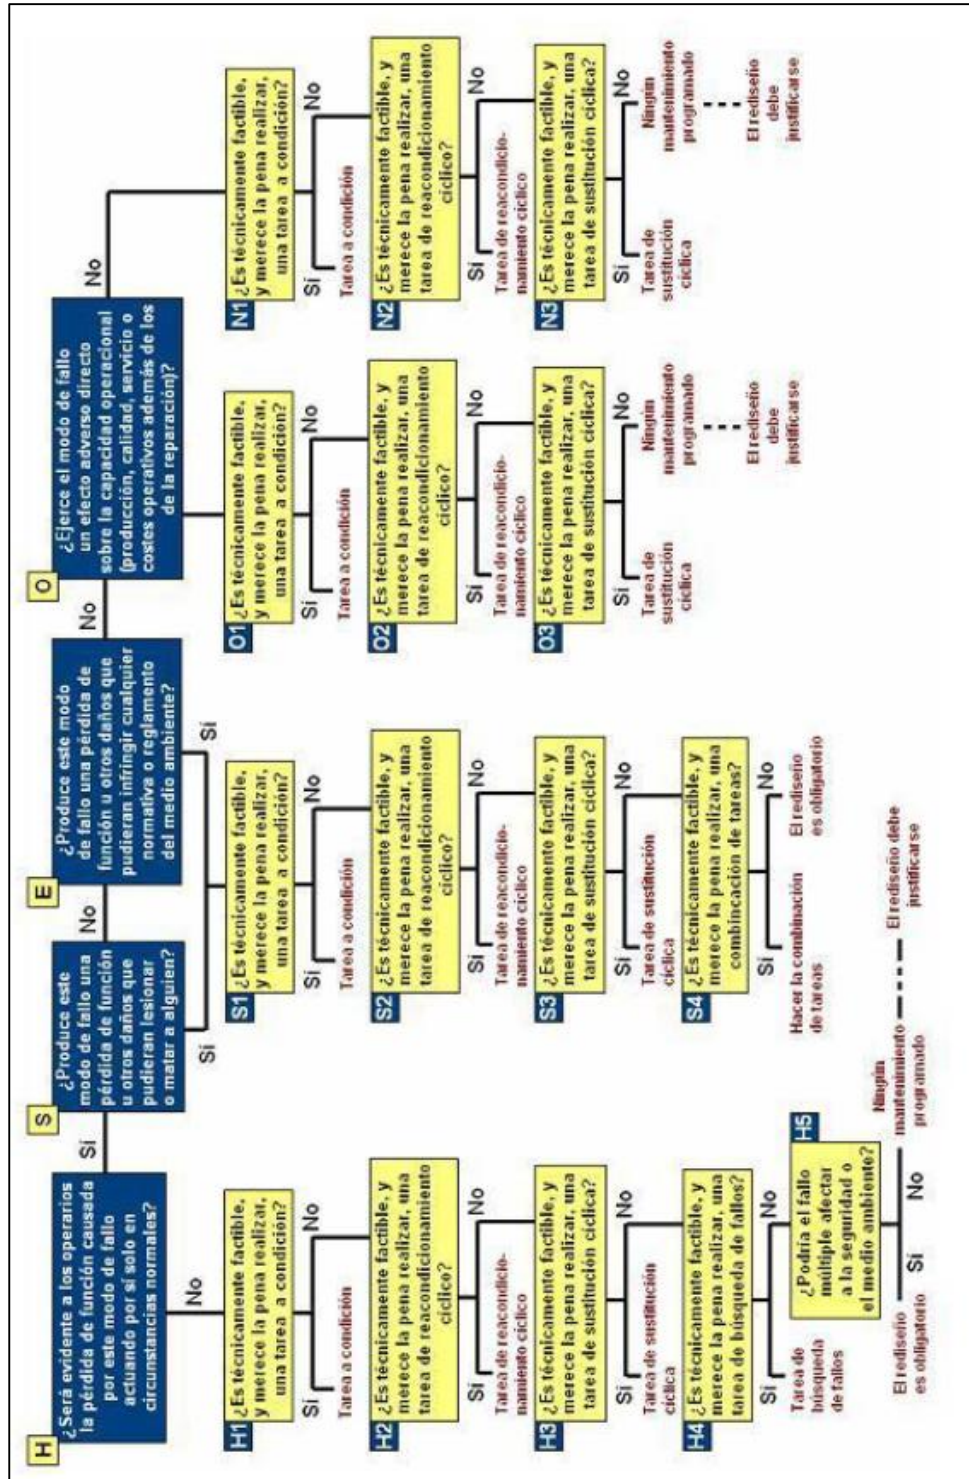 H
¿Será evidente a los operarios
la pérdida de función causada
por este modo de fallo
actuando por sí solo en
circunstancias normales?
Sí
No
S
¿Produce este
modo de fallo una
pérdida de función
u otros daños que
pudieran lesionar
o matar a alguien?
No
Sí
E
¿Produce este modo
de fallo una pérdida de
función u otros daños que
pudieran infringir cualquier
normativa o reglamento
del medio ambiente?
No
Sí
O
¿Ejerce el modo de fallo
un efecto adverso directo
sobre la capacidad operacional
(producción, calidad, servicio o
costes operativos además de los
de la reparación)?
No
H1
¿Es técnicamente factible,
y merece la pena realizar,
una tarea a condición?
Sí
No
Tarea a condición
H2
¿Es técnicamente factible, y
merece la pena realizar, una
tarea de reacondicionamiento
cíclico?
Sí
No
Tarea de reacondicio-
namiento cíclico
H3
¿Es técnicamente factible, y
merece la pena realizar, una
tarea de sustitución cíclica?
Sí
No
Tarea de sustitución
cíclica
H4
¿Es técnicamente factible, y
merece la pena realizar, una
tarea de búsqueda de fallos?
Sí
No
Tarea de
búsqueda
de fallos
H5
¿Podría el fallo
múltiple afectar
a la seguridad o
el medio ambiente?
Sí
No
El rediseño
es obligatorio
Ningún
mantenimiento
programado
El rediseño debe
justificarse
S1
¿Es técnicamente factible,
y merece la pena realizar,
una tarea a condición?
Sí
No
Tarea a condición
S2
¿Es técnicamente factible, y
merece la pena realizar, una
tarea de reacondicionamiento
cíclico?
Sí
No
Tarea de reacondicio-
namiento cíclico
S3
¿Es técnicamente factible, y
merece la pena realizar, una
tarea de sustitución cíclica?
Sí
No
Tarea de sustitución
cíclica
S4
¿Es técnicamente factible, y
merece la pena realizar, una
combincación de tareas?
Sí
No
Hacer la combinación
de tareas
El rediseño
es obligatorio
O1
¿Es técnicamente factible,
y merece la pena realizar,
una tarea a condición?
Sí
No
Tarea a condición
O2
¿Es técnicamente factible, y
merece la pena realizar, una
tarea de reacondicionamiento
cíclico?
Sí
No
Tarea de reacondicio-
namiento cíclico
O3
¿Es técnicamente factible, y
merece la pena realizar, una
tarea de sustitución cíclica?
Sí
No
Tarea de
sustitución
cíclica
Ningún
mantenimiento
programado
El rediseño
debe
justificarse
N1
¿Es técnicamente factible,
y merece la pena realizar,
una tarea a condición?
Sí
No
Tarea a condición
N2
¿Es técnicamente factible, y
merece la pena realizar, una
tarea de reacondicionamiento
cíclico?
Sí
No
Tarea de reacondicio-
namiento cíclico
N3
¿Es técnicamente factible, y
merece la pena realizar, una
tarea de sustitución cíclica?
Sí
No
Tarea de
sustitución
cíclica
Ningún
mantenimiento
programado
El rediseño
debe
justificarse